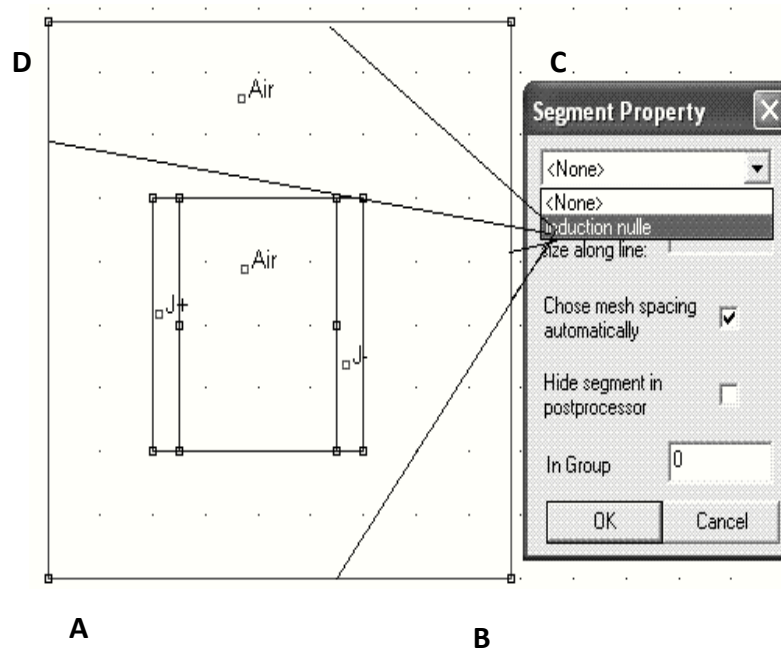 D
C
Air
Segment Property
<None>
<None>
induction nulle
size along line:
Air
J+
J-
Chose mesh spacing
automatically
Hide segment in
postprocessor
In Group
0
OK
Cancel
A
B